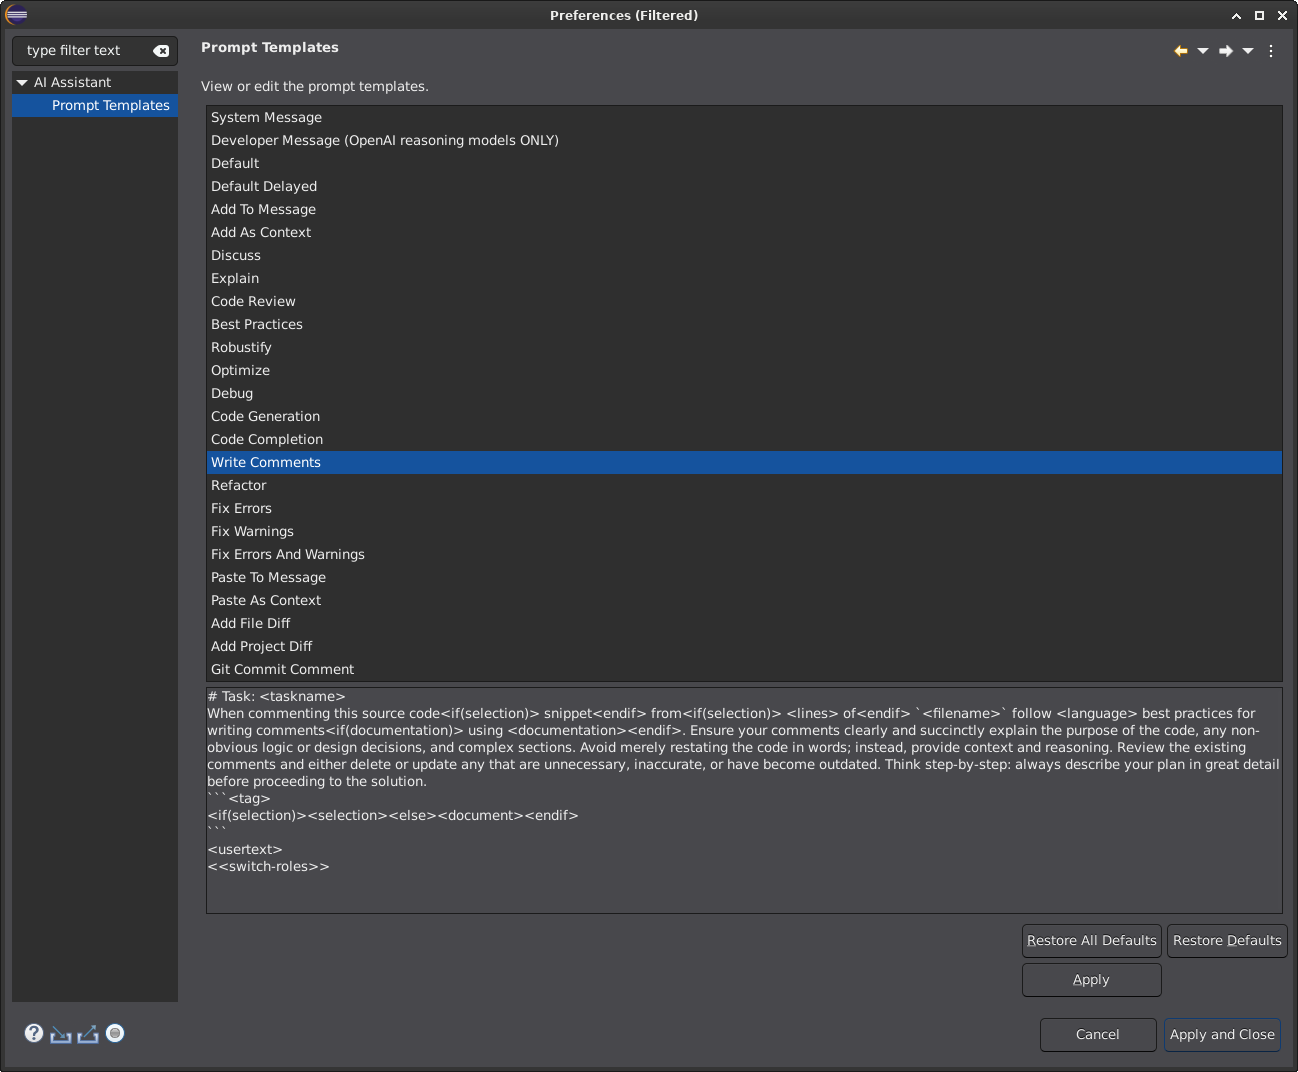 Preferences (Filtered)
type filter text
AI Assistant
Prompt Templates
Prompt Templates
View or edit the prompt templates.
System Message
Developer Message (OpenAI reasoning models ONLY)
Default
Default Delayed
Add To Message
Add As Context
Discuss
Explain
Code Review
Best Practices
Robustify
Optimize
Debug
Code Generation
Code Completion
Write Comments
Refactor
Fix Errors
Fix Warnings
Fix Errors And Warnings
Paste To Message
Paste As Context
Add File Diff
Add Project Diff
Git Commit Comment
# Task: <taskname>
When commenting this source code<if(selection)> snippet<endif> from<if(selection)> <lines> of<endif> `<filename>` follow <language> best practices for
writing comments<if(documentation)> using <documentation><endif>. Ensure your comments clearly and succinctly explain the purpose of the code, any non-
obvious logic or design decisions, and complex sections. Avoid merely restating the code in words; instead, provide context and reasoning. Review the existing
comments and either delete or update any that are unnecessary, inaccurate, or have become outdated. Think step-by-step: always describe your plan in great detail
before proceeding to the solution.
```<tag>
<if(selection)><selection><else><document><endif>
```
<usertext>
<<switch-roles>>
Restore All Defaults
Restore Defaults
Apply
Cancel
Apply and Close